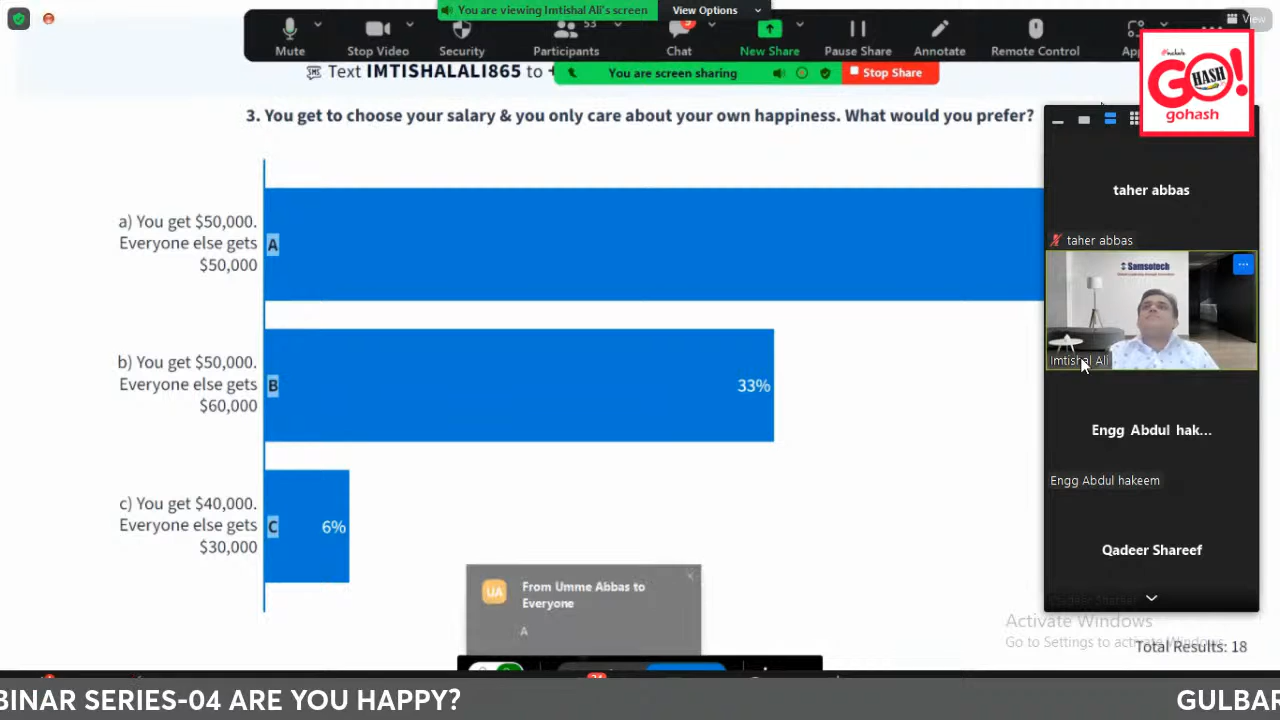 You are viewing Imtishal Ali's screen
View Options
View
Mute
Stop Video
Security
53
Participants
Chat
New Share
Pause Share
Annotate
Remote Control
Text IMTISHALALI865 to
You are screen sharing
Stop Share
GO!
HASH
gohash
3. You get to choose your salary & you only care about your own happiness. What would you prefer?
a) You get $50,000.
Everyone else gets
$50,000
A
b) You get $50,000.
Everyone else gets
$60,000
B
33%
c) You get $40,000.
Everyone else gets
$30,000
C
6%
taher abbas
taher abbas
Samsotech
Imtishal Ali
Engg Abdul hak...
Engg Abdul hakeem
Qadeer Shareef
UA
From Umme Abbas to
Everyone
A
Activate Windows
Go to Settings to activate Windows.
Total Results: 18
BINAR SERIES-04 ARE YOU HAPPY?
GULBAR